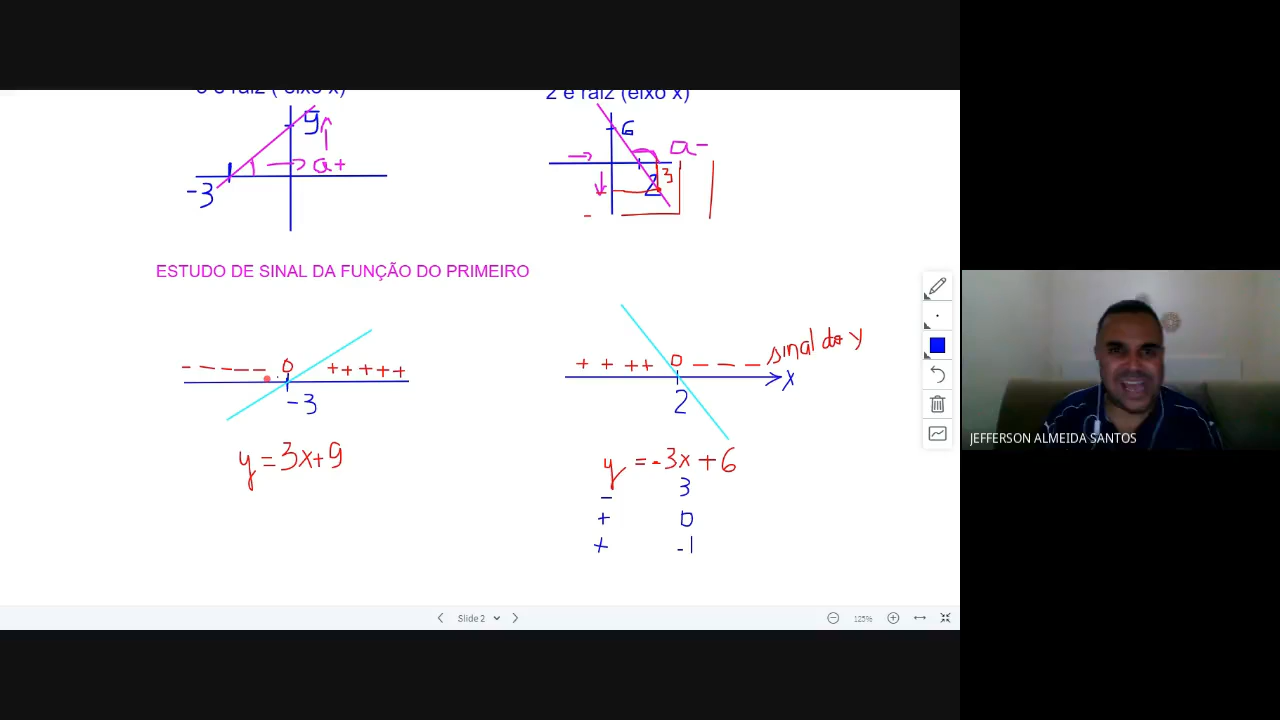 2 é raiz (eixo x)
9
a+
-3
6
a-
3
2
ESTUDO DE SINAL DA FUNÇÃO DO PRIMEIRO
- - - - - 0 + + + + +
-3
y = 3x+9
+ + + + 0 - - - sinal do y
x
2
y = -3x + 6
- 3
+ 0
+ -1
JEFFERSON ALMEIDA SANTOS
Slide 2
125%